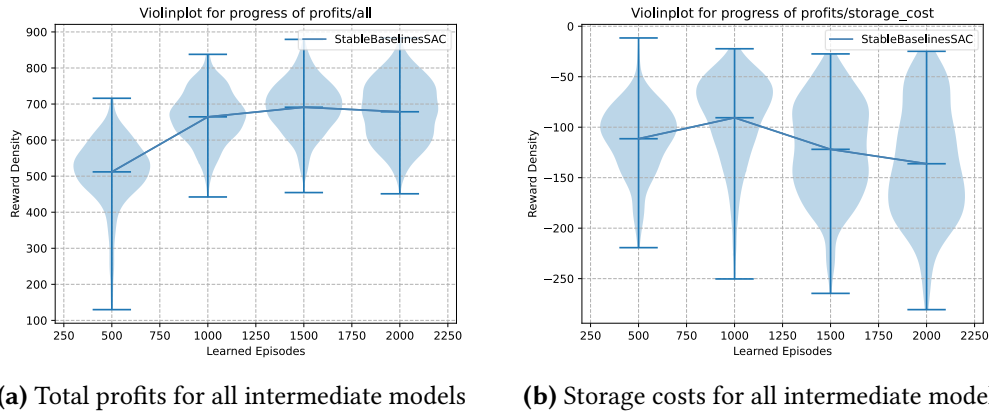 Violinplot for progress of profits/all
900
800
700
600
500
400
300
200
100
Reward Density
StableBaselinesSAC
250 500 750 1000 1250 1500 1750 2000 2250
Learned Episodes
(a) Total profits for all intermediate models
Violinplot for progress of profits/storage_cost
0
−50
−100
−150
−200
−250
Reward Density
StableBaselinesSAC
250 500 750 1000 1250 1500 1750 2000 2250
Learned Episodes
(b) Storage costs for all intermediate model